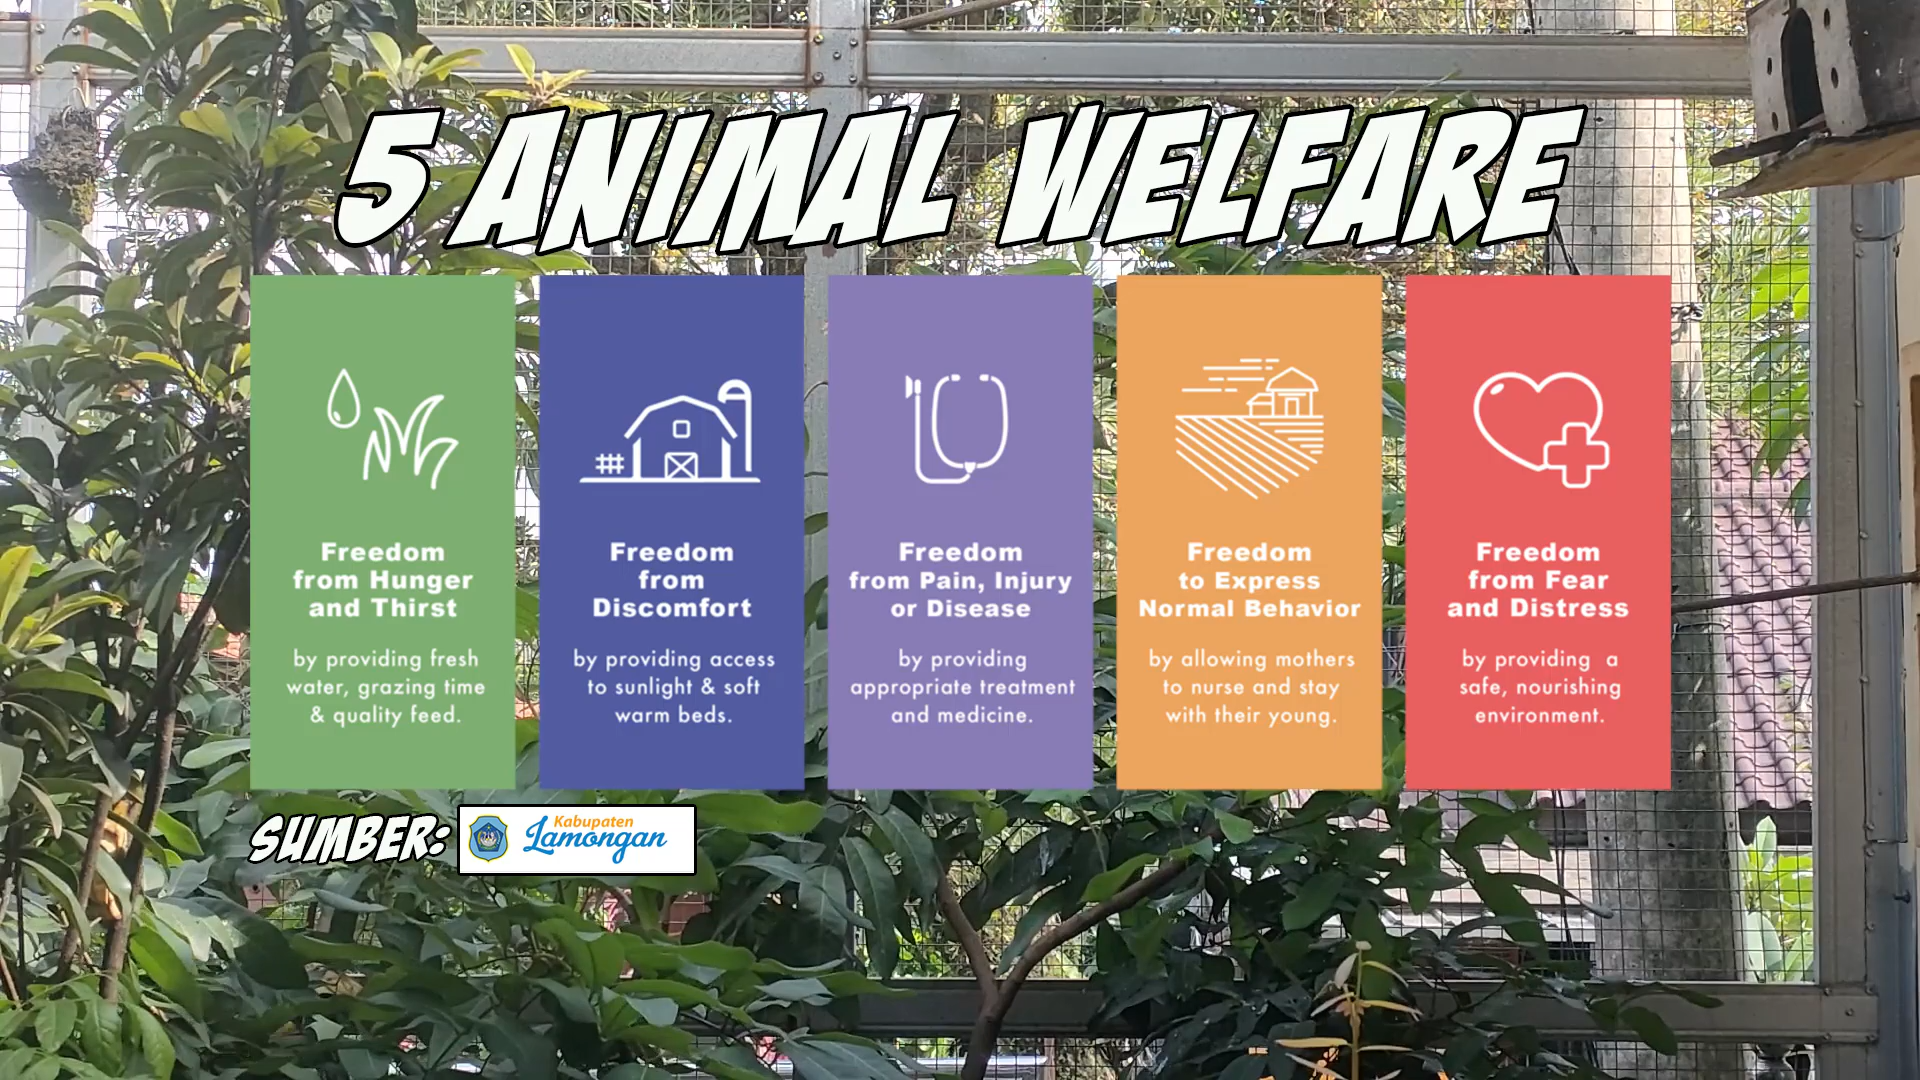 5 ANIMAL WELFARE
Freedom
from Hunger
and Thirst
by providing fresh
water, grazing time
& quality feed.
Freedom
from
Discomfort
by providing access
to sunlight & soft
warm beds.
Freedom
from Pain, Injury
or Disease
by providing
appropriate treatment
and medicine.
Freedom
to Express
Normal Behavior
by allowing mothers
to nurse and stay
with their young.
Freedom
from Fear
and Distress
by providing a
safe, nourishing
environment.
SUMBER:
Kabupaten
Lamongan